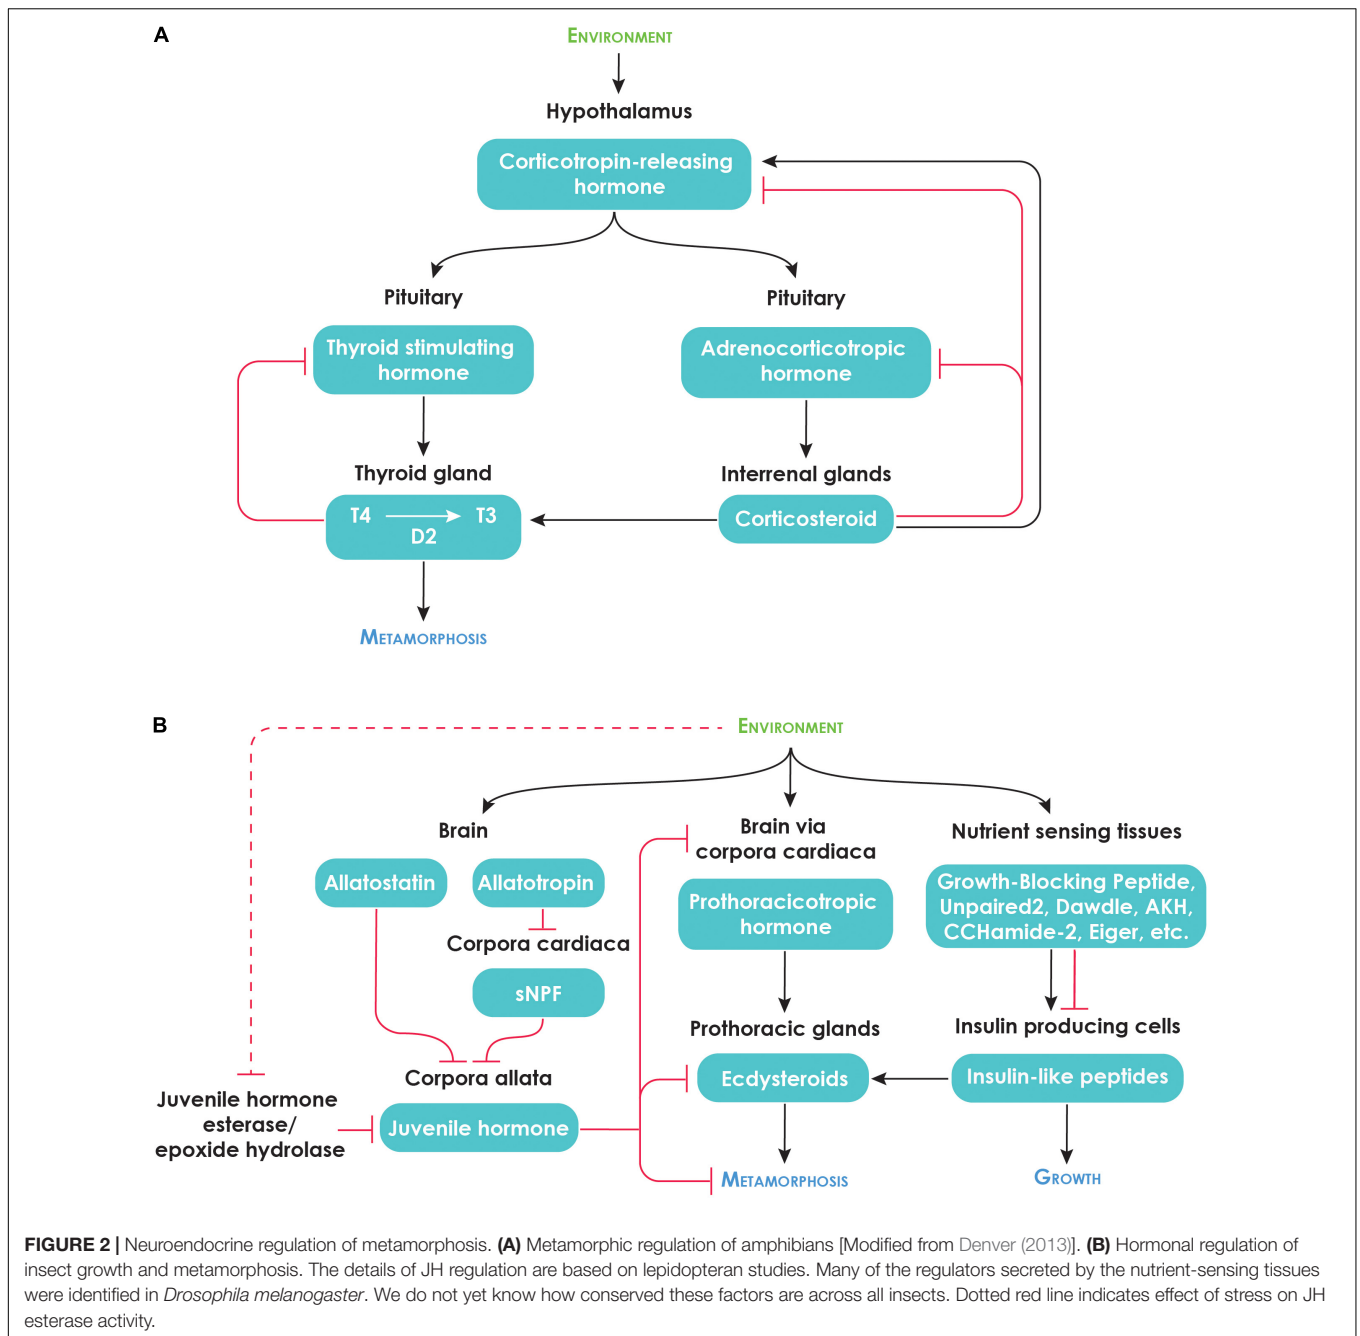 A
ENVIRONMENT
Hypothalamus
Corticotropin-releasing
hormone
Pituitary
Pituitary
Thyroid stimulating
hormone
Adrenocorticotropic
hormone
Thyroid gland
Interrenal glands
T4
T3
D2
Corticosteroid
METAMORPHOSIS
B
ENVIRONMENT
Brain
Allatostatin
Allatotropin
Corpora cardiaca
sNPF
Corpora allata
Juvenile hormone
Juvenile hormone
esterase/
epoxide hydrolase
Brain via
corpora cardiaca
Prothoracicotropic
hormone
Prothoracic glands
Ecdysteroids
METAMORPHOSIS
Nutrient sensing tissues
Growth-Blocking Peptide,
Unpaired2, Dawdle, AKH,
CCHamide-2, Eiger, etc.
Insulin producing cells
Insulin-like peptides
GROWTH
FIGURE 2 | Neuroendocrine regulation of metamorphosis. (A) Metamorphic regulation of amphibians [Modified from Denver (2013)]. (B) Hormonal regulation of
insect growth and metamorphosis. The details of JH regulation are based on lepidopteran studies. Many of the regulators secreted by the nutrient-sensing tissues
were identified in Drosophila melanogaster. We do not yet know how conserved these factors are across all insects. Dotted red line indicates effect of stress on JH
esterase activity.